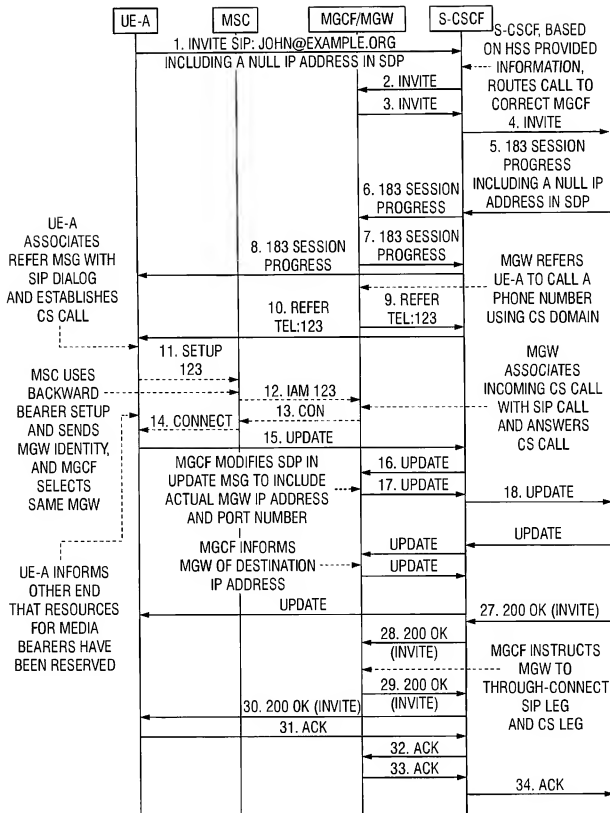 UE-A
MSC
MGCF/MGW
S-CSCF
1. INVITE SIP: JOHN@EXAMPLE.ORG
INCLUDING A NULL IP ADDRESS IN SDP
S-CSCF, BASED
ON HSS PROVIDED
INFORMATION,
ROUTES CALL TO
CORRECT MGCF
2. INVITE
3. INVITE
4. INVITE
5. 183 SESSION
PROGRESS
INCLUDING A NULL IP
ADDRESS IN SDP
6. 183 SESSION
PROGRESS
7. 183 SESSION
PROGRESS
8. 183 SESSION
PROGRESS
UE-A
ASSOCIATES
REFER MSG WITH
SIP DIALOG
AND ESTABLISHES
CS CALL
MGW REFERS
UE-A TO CALL A
PHONE NUMBER
USING CS DOMAIN
9. REFER
TEL:123
10. REFER
TEL:123
11. SETUP
123
MSC USES
BACKWARD
BEARER SETUP
AND SENDS
MGW IDENTITY,
AND MGCF
SELECTS
SAME MGW
12. IAM 123
13. CON
14. CONNECT
MGW
ASSOCIATES
INCOMING CS CALL
WITH SIP CALL
AND ANSWERS
CS CALL
15. UPDATE
16. UPDATE
17. UPDATE
18. UPDATE
MGCF MODIFIES SDP IN
UPDATE MSG TO INCLUDE
ACTUAL MGW IP ADDRESS
AND PORT NUMBER
UPDATE
UPDATE
UPDATE
MGCF INFORMS
MGW OF DESTINATION
IP ADDRESS
UPDATE
UE-A INFORMS
OTHER END
THAT RESOURCES
FOR MEDIA
BEARERS HAVE
BEEN RESERVED
27. 200 OK (INVITE)
28. 200 OK
(INVITE)
MGCF INSTRUCTS
MGW TO
THROUGH-CONNECT
SIP LEG
AND CS LEG
29. 200 OK
(INVITE)
30. 200 OK (INVITE)
31. ACK
32. ACK
33. ACK
34. ACK